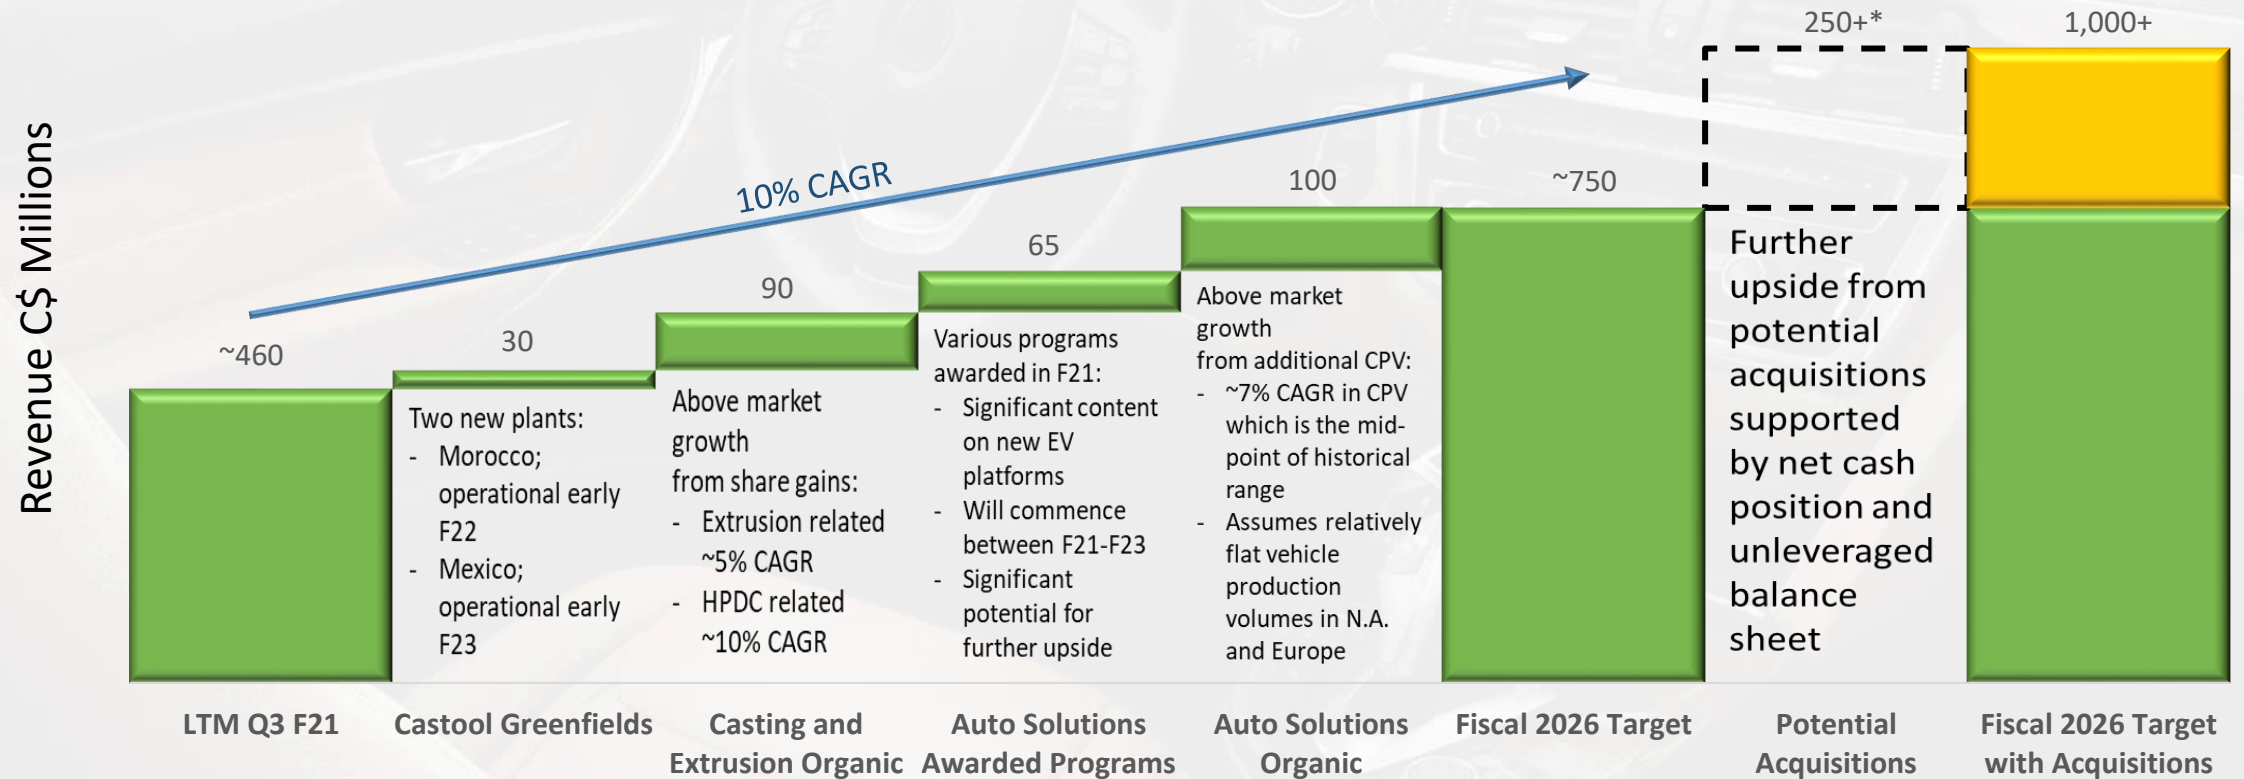 Revenue C$ Millions
10% CAGR
~460
30
90
65
100
~750
250+*
1,000+
Two new plants:
- Morocco;
operational early
F22
- Mexico;
operational early
F23
Above market
growth
from share gains:
- Extrusion related
~5% CAGR
- HPDC related
~10% CAGR
Various programs
awarded in F21:
- Significant content
on new EV
platforms
- Will commence
between F21-F23
- Significant
potential for
further upside
Above market
growth
from additional CPV:
- ~7% CAGR in CPV
which is the mid-
point of historical
range
- Assumes relatively
flat vehicle
production
volumes in N.A.
and Europe
Further
upside from
potential
acquisitions
supported
by net cash
position and
unleveraged
balance
sheet
LTM Q3 F21
Castool Greenfields
Casting and
Extrusion Organic
Auto Solutions
Awarded Programs
Auto Solutions
Organic
Fiscal 2026 Target
Potential
Acquisitions
Fiscal 2026 Target
with Acquisitions